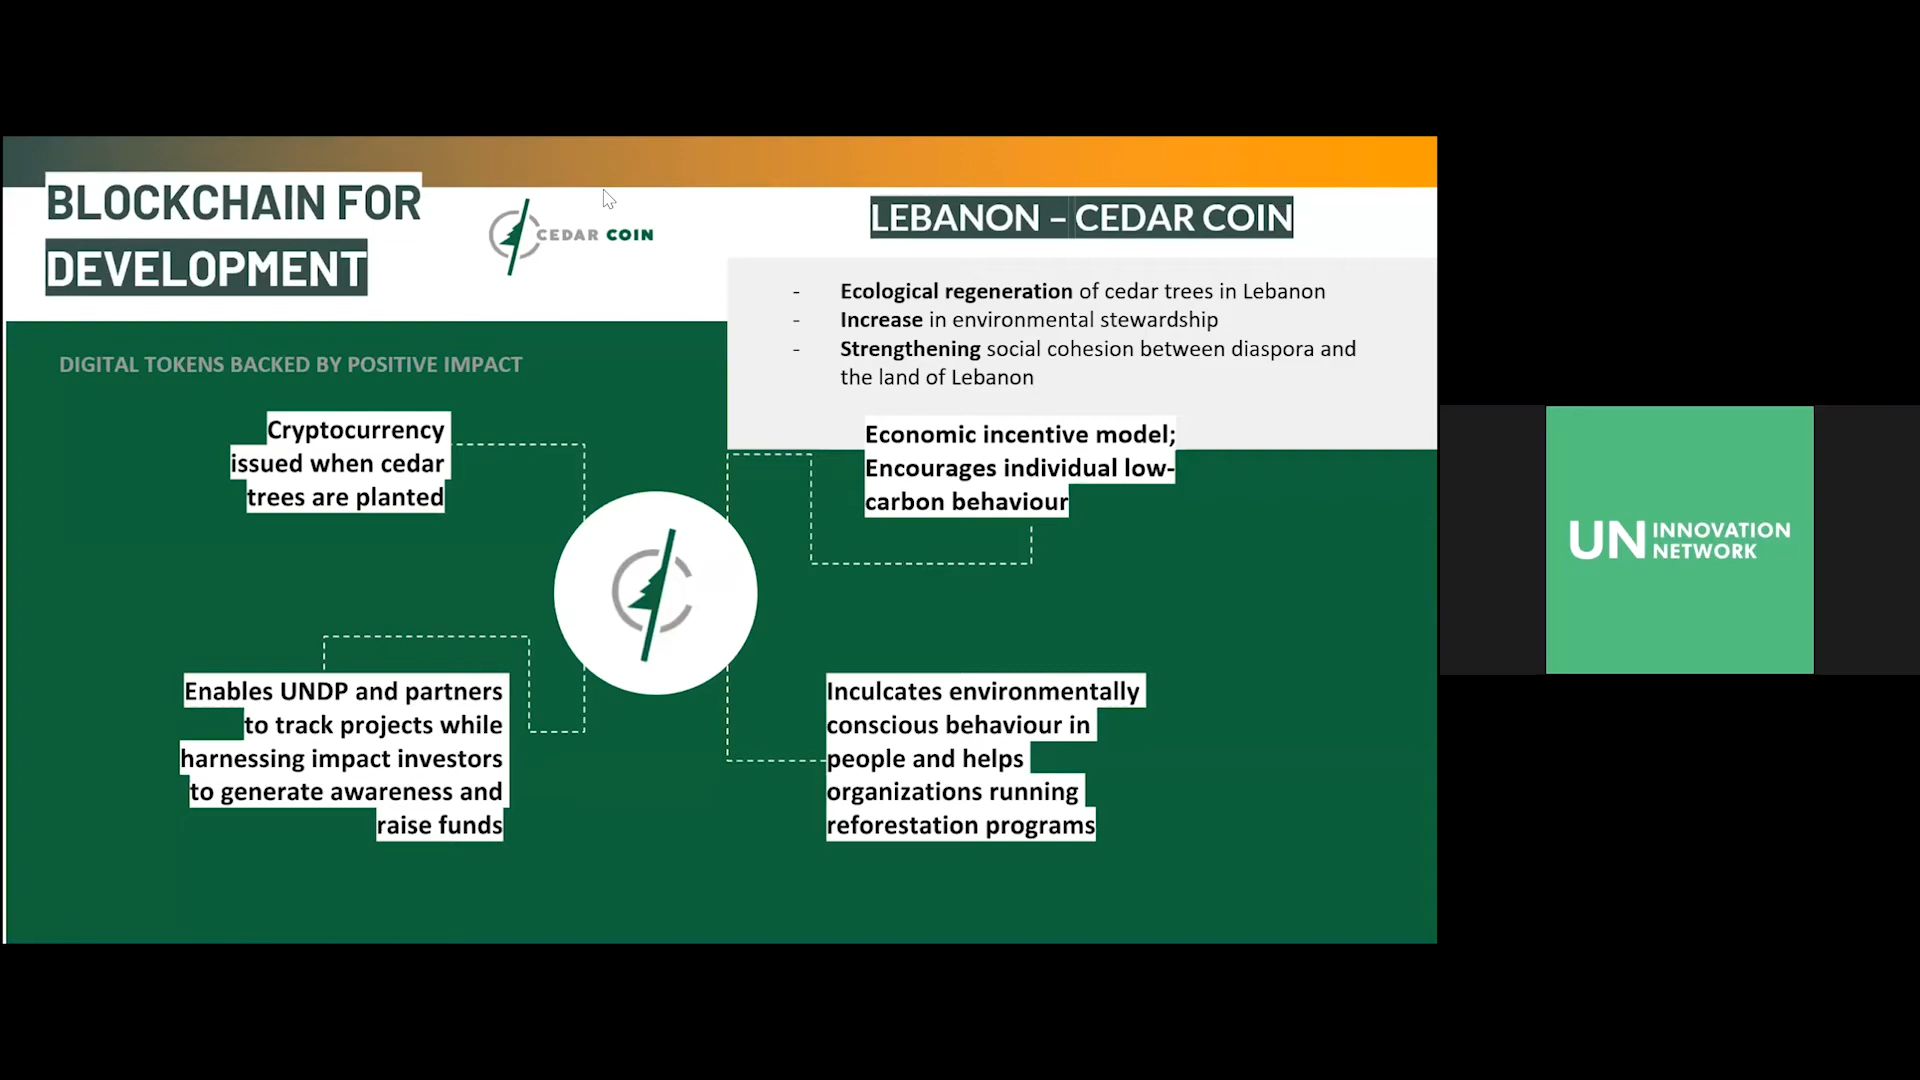 BLOCKCHAIN FOR
DEVELOPMENT
CEDAR COIN
LEBANON – CEDAR COIN
- Ecological regeneration of cedar trees in Lebanon
- Increase in environmental stewardship
- Strengthening social cohesion between diaspora and
the land of Lebanon
DIGITAL TOKENS BACKED BY POSITIVE IMPACT
Cryptocurrency
issued when cedar
trees are planted
Economic incentive model;
Encourages individual low-
carbon behaviour
Enables UNDP and partners
to track projects while
harnessing impact investors
to generate awareness and
raise funds
Inculcates environmentally
conscious behaviour in
people and helps
organizations running
reforestation programs
UN INNOVATION
NETWORK